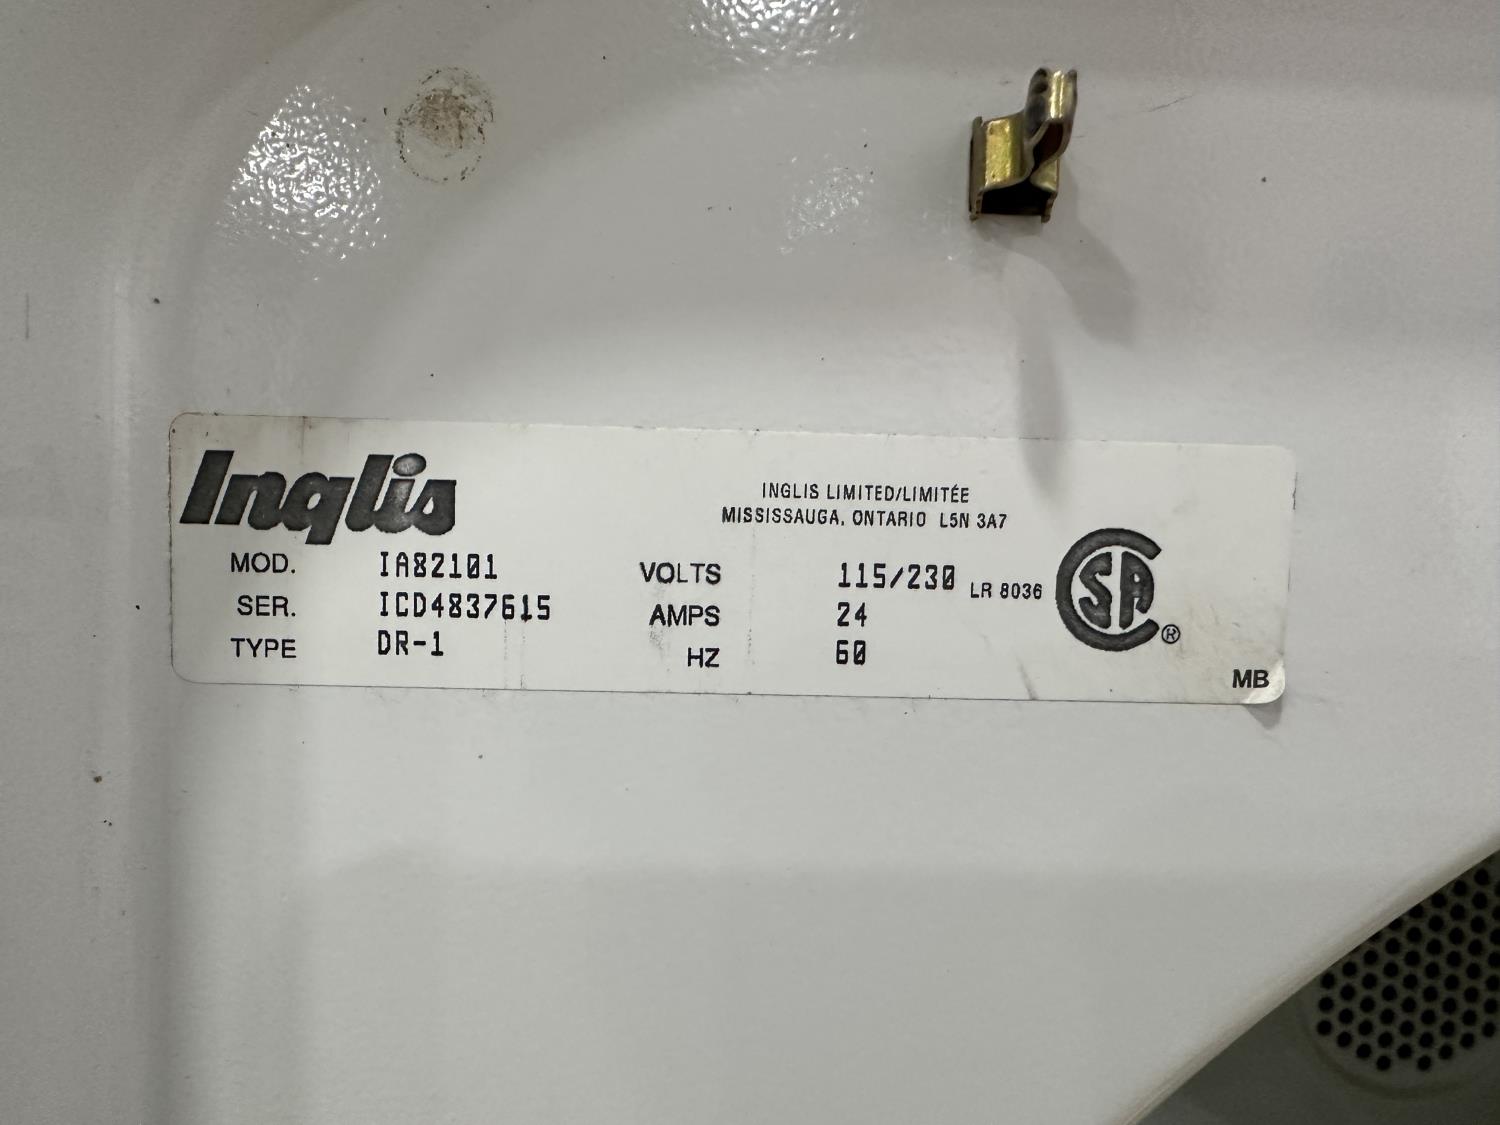 Inglis
INGLIS LIMITED/LIMITÉE
MISSISSAUGA, ONTARIO L5N 3A7
MOD. IA82101 VOLTS 115/230 LR 8036 CSA ®
SER. ICD4837615 AMPS 24
TYPE DR-1 HZ 60
MB